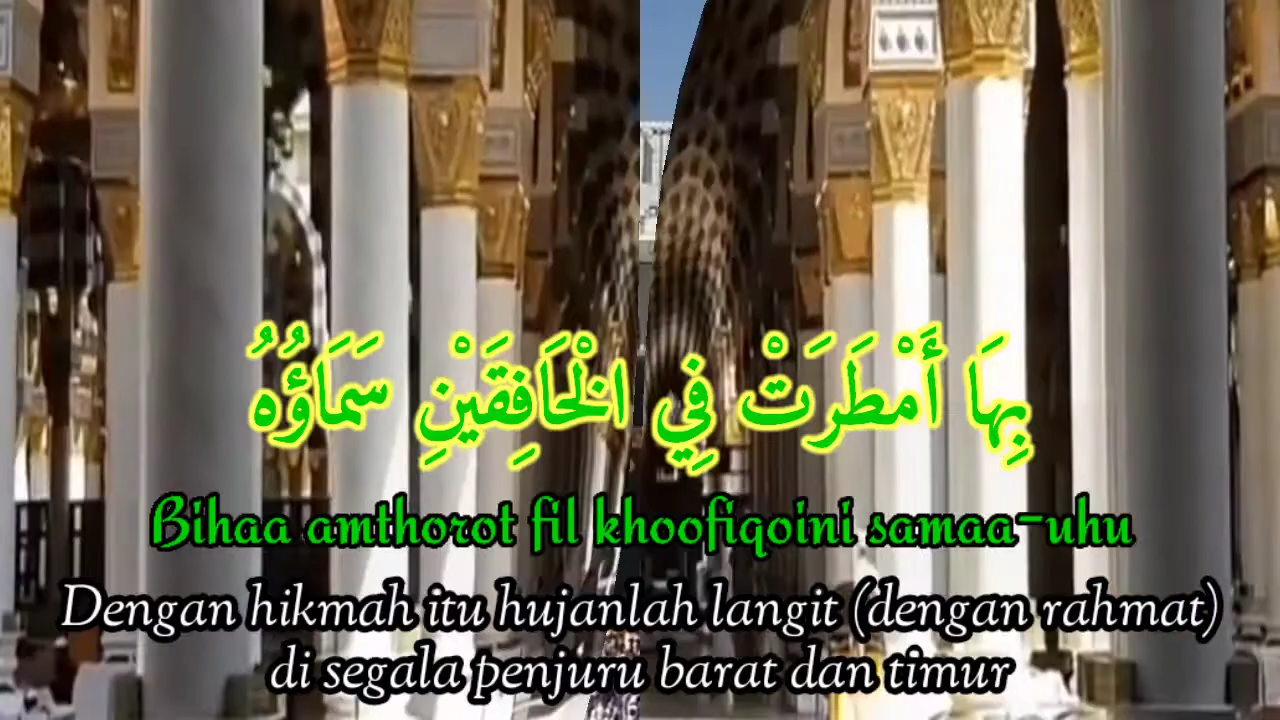 بِهَا أَمْطَرَتْ فِي الْخَافِقَيْنِ سَمَاؤُهُ
Bihaa amthorot fil khoofiqoini samaa-uhu
Dengan hikmah itu hujanlah langit (dengan rahmat)
di segala penjuru barat dan timur